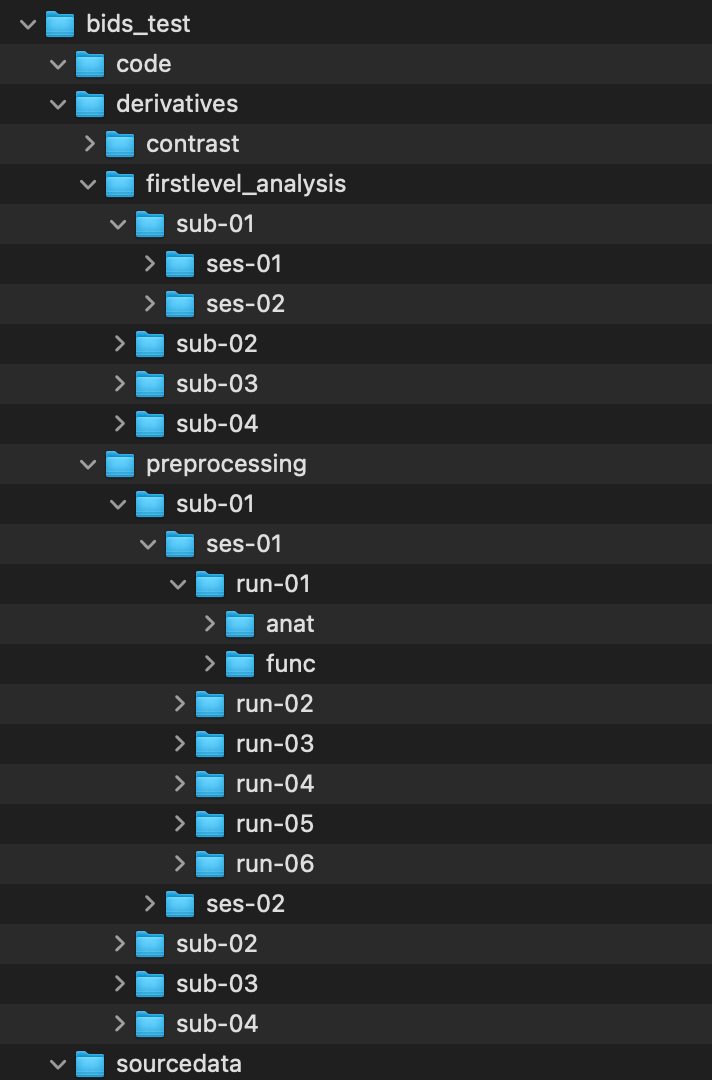 bids_test
code
derivatives
contrast
firstlevel_analysis
sub-01
ses-01
ses-02
sub-02
sub-03
sub-04
preprocessing
sub-01
ses-01
run-01
anat
func
run-02
run-03
run-04
run-05
run-06
ses-02
sub-02
sub-03
sub-04
sourcedata